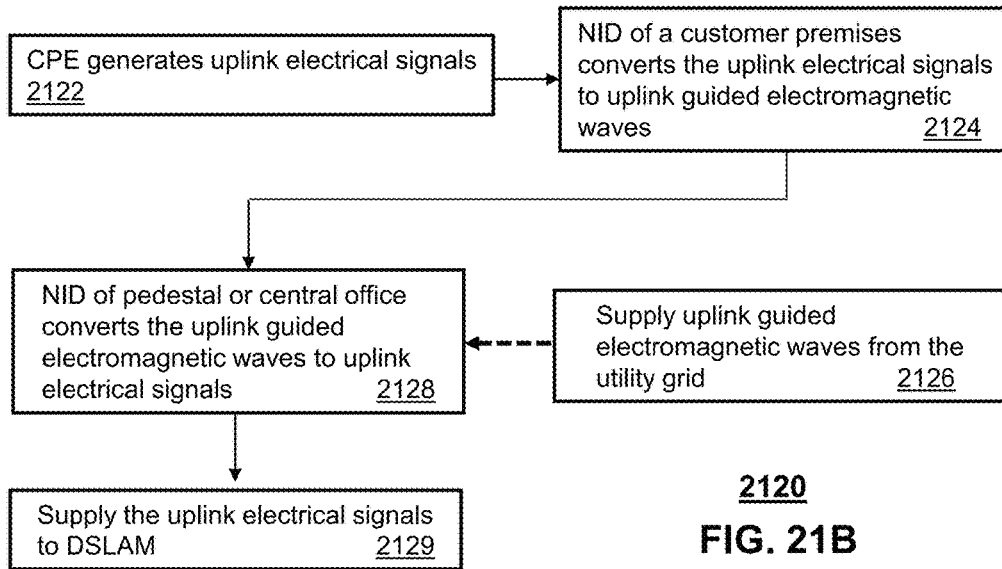 CPE generates uplink electrical signals
2122
NID of a customer premises
converts the uplink electrical signals
to uplink guided electromagnetic
waves 2124
NID of pedestal or central office
converts the uplink guided
electromagnetic waves to uplink
electrical signals 2128
Supply uplink guided
electromagnetic waves from the
utility grid 2126
Supply the uplink electrical signals
to DSLAM 2129
2120
FIG. 21B